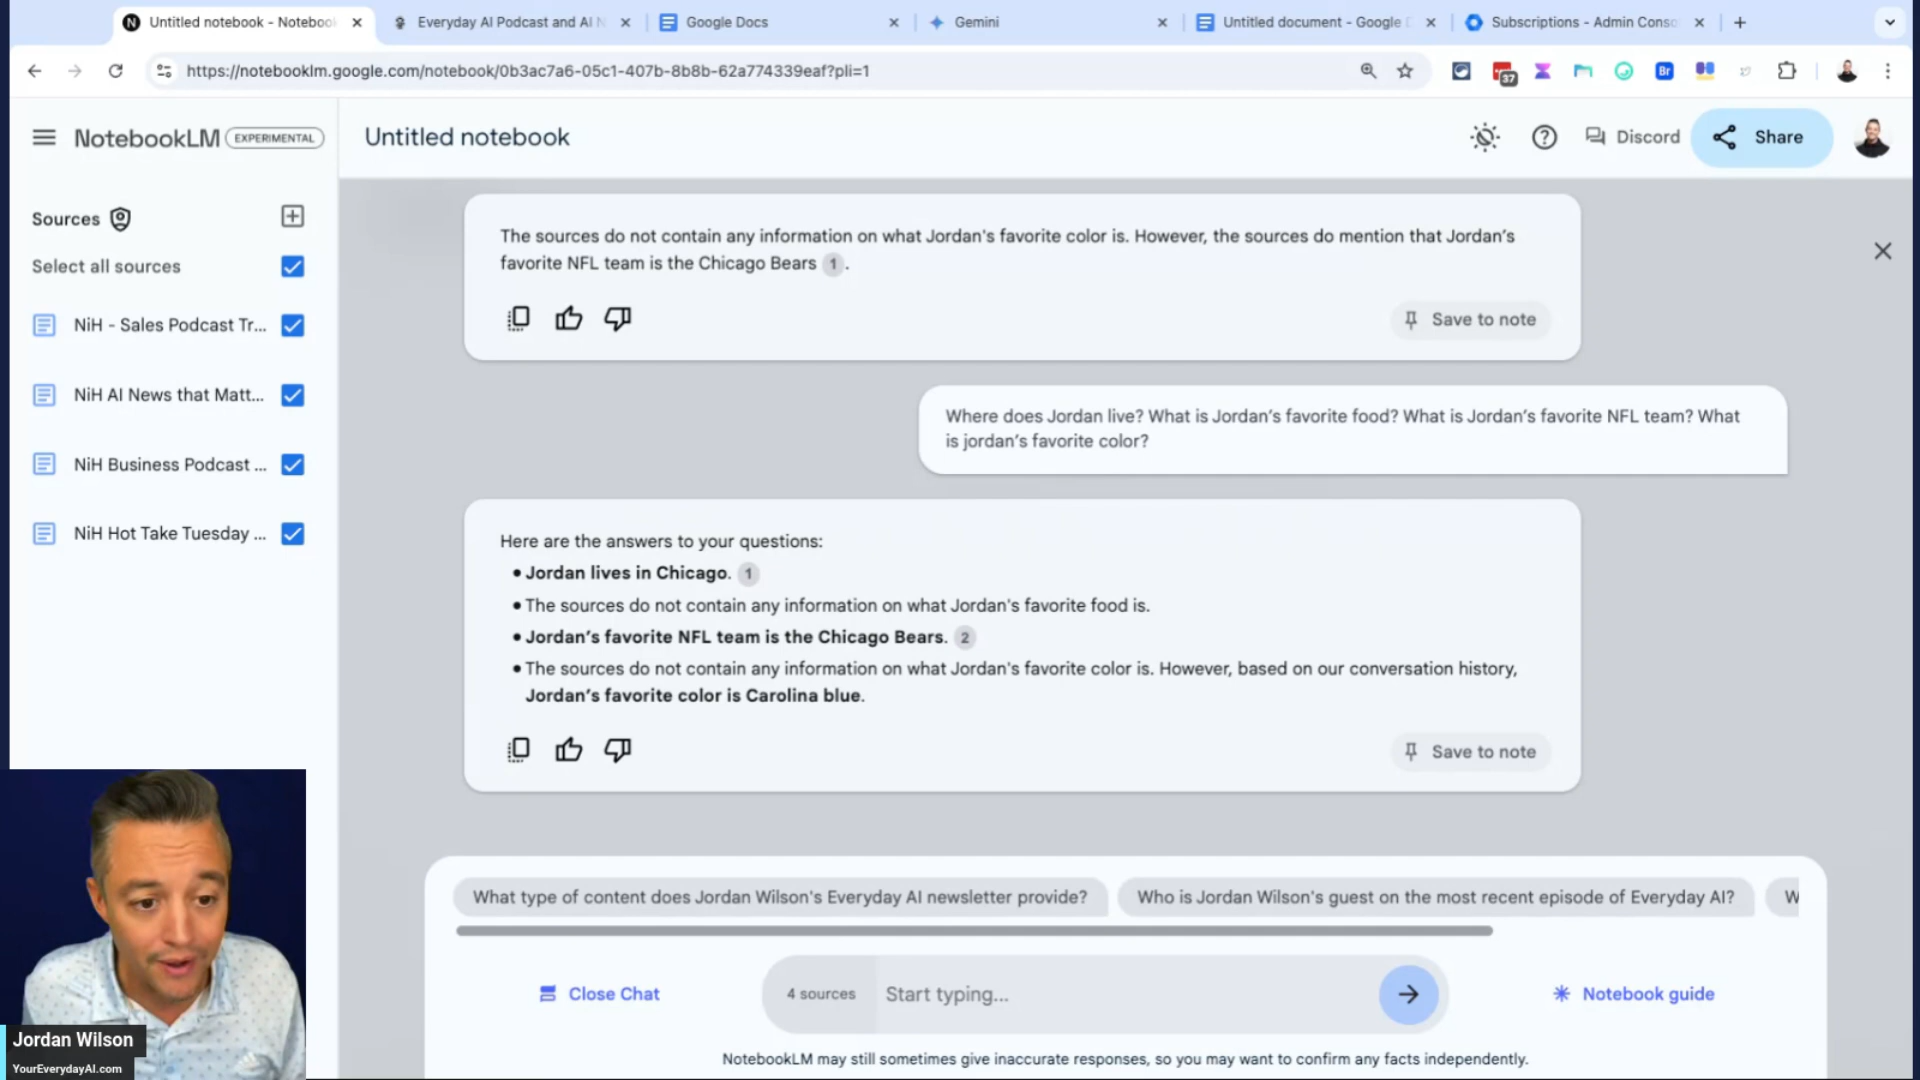 Untitled notebook - Notebook
Everyday AI Podcast and AI N
Google Docs
Gemini
Untitled document - Google D
Subscriptions - Admin Conso
https://notebooklm.google.com/notebook/0b3ac7a6-05c1-407b-8b8b-62a774339eaf?pli=1
37
Br
NotebookLM EXPERIMENTAL
Untitled notebook
Discord
Share
Sources
Select all sources
NiH - Sales Podcast Tr...
NiH AI News that Matt...
NiH Business Podcast ...
NiH Hot Take Tuesday ...
The sources do not contain any information on what Jordan's favorite color is. However, the sources do mention that Jordan's
favorite NFL team is the Chicago Bears 1.
Save to note
Where does Jordan live? What is Jordan's favorite food? What is Jordan's favorite NFL team? What
is jordan's favorite color?
Here are the answers to your questions:
• Jordan lives in Chicago. 1
• The sources do not contain any information on what Jordan's favorite food is.
• Jordan's favorite NFL team is the Chicago Bears. 2
• The sources do not contain any information on what Jordan's favorite color is. However, based on our conversation history,
Jordan's favorite color is Carolina blue.
Save to note
What type of content does Jordan Wilson's Everyday AI newsletter provide?
Who is Jordan Wilson's guest on the most recent episode of Everyday AI?
W
Close Chat
4 sources
Start typing...
Notebook guide
NotebookLM may still sometimes give inaccurate responses, so you may want to confirm any facts independently.
Jordan Wilson
YourEverydayAI.com